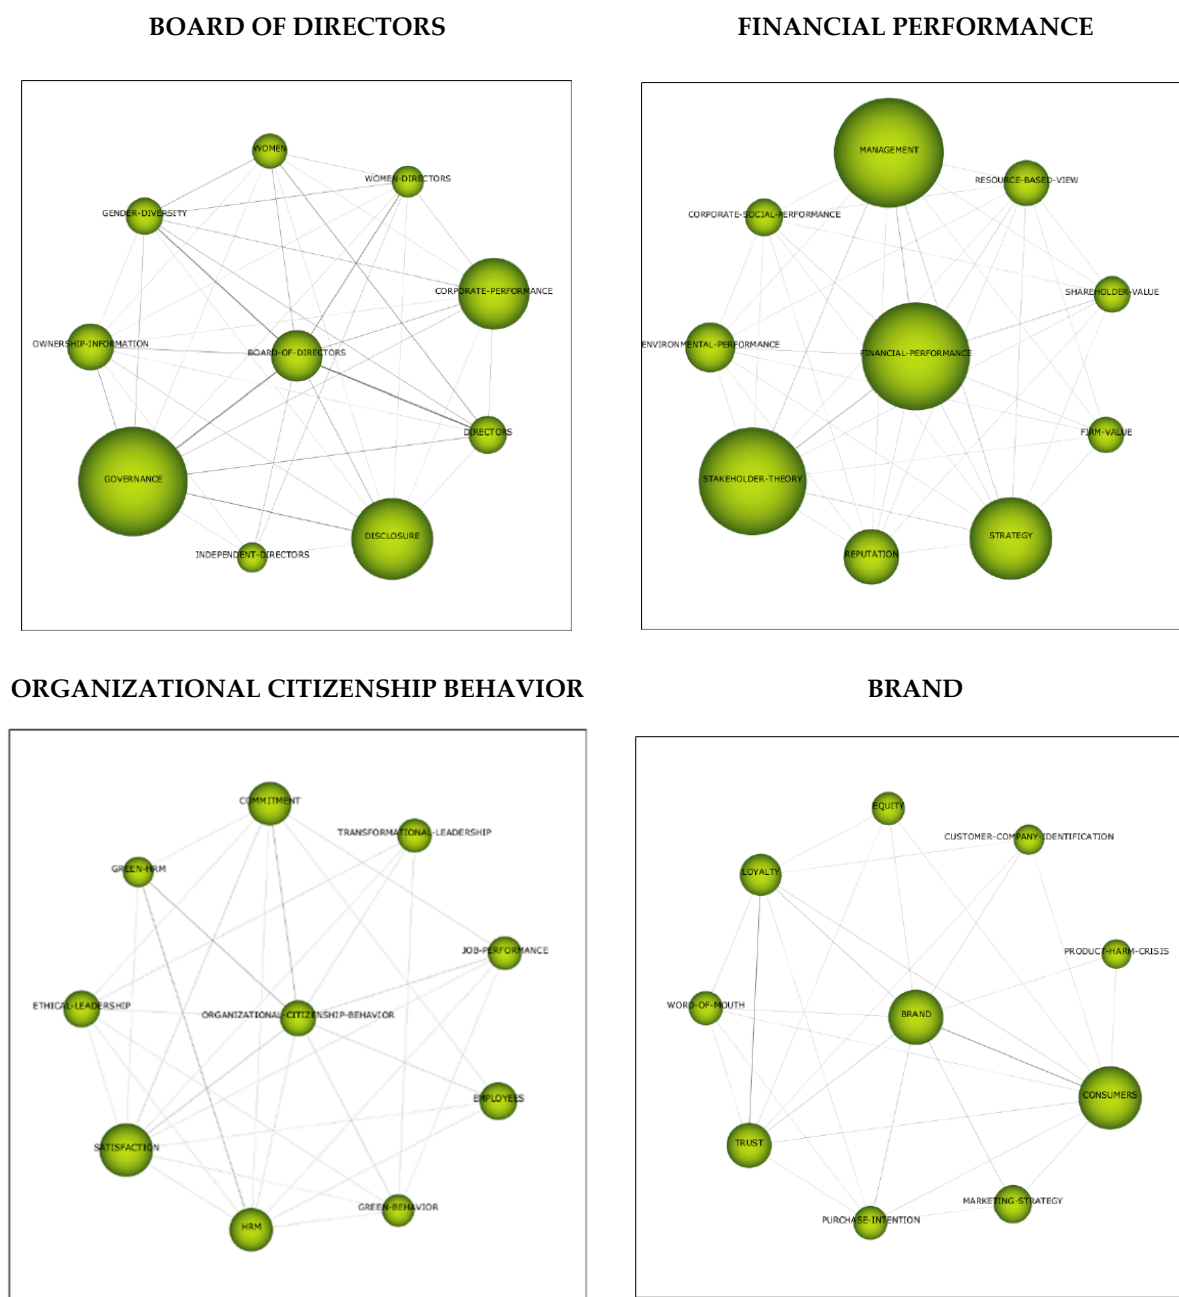 BOARD OF DIRECTORS
FINANCIAL PERFORMANCE
WOMEN
WOMEN-DIRECTORS
GENDER-DIVERSITY
CORPORATE-PERFORMANCE
OWNERSHIP-INFORMATION
BOARD-OF-DIRECTORS
DIRECTORS
GOVERNANCE
DISCLOSURE
INDEPENDENT-DIRECTORS
MANAGEMENT
RESOURCE-BASED-VIEW
CORPORATE-SOCIAL-PERFORMANCE
SHAREHOLDER-VALUE
ENVIRONMENTAL-PERFORMANCE
FINANCIAL-PERFORMANCE
FIRM-VALUE
STAKEHOLDER-THEORY
STRATEGY
REPUTATION
ORGANIZATIONAL CITIZENSHIP BEHAVIOR
BRAND
COMMITMENT
TRANSFORMATIONAL-LEADERSHIP
GREEN-HRM
JOB-PERFORMANCE
ETHICAL-LEADERSHIP
ORGANIZATIONAL-CITIZENSHIP-BEHAVIOR
EMPLOYEES
SATISFACTION
GREEN-BEHAVIOR
HRM
EQUITY
CUSTOMER-COMPANY-IDENTIFICATION
LOYALTY
PRODUCT-HARM-CRISIS
WORD-OF-MOUTH
BRAND
CONSUMERS
TRUST
MARKETING-STRATEGY
PURCHASE-INTENTION